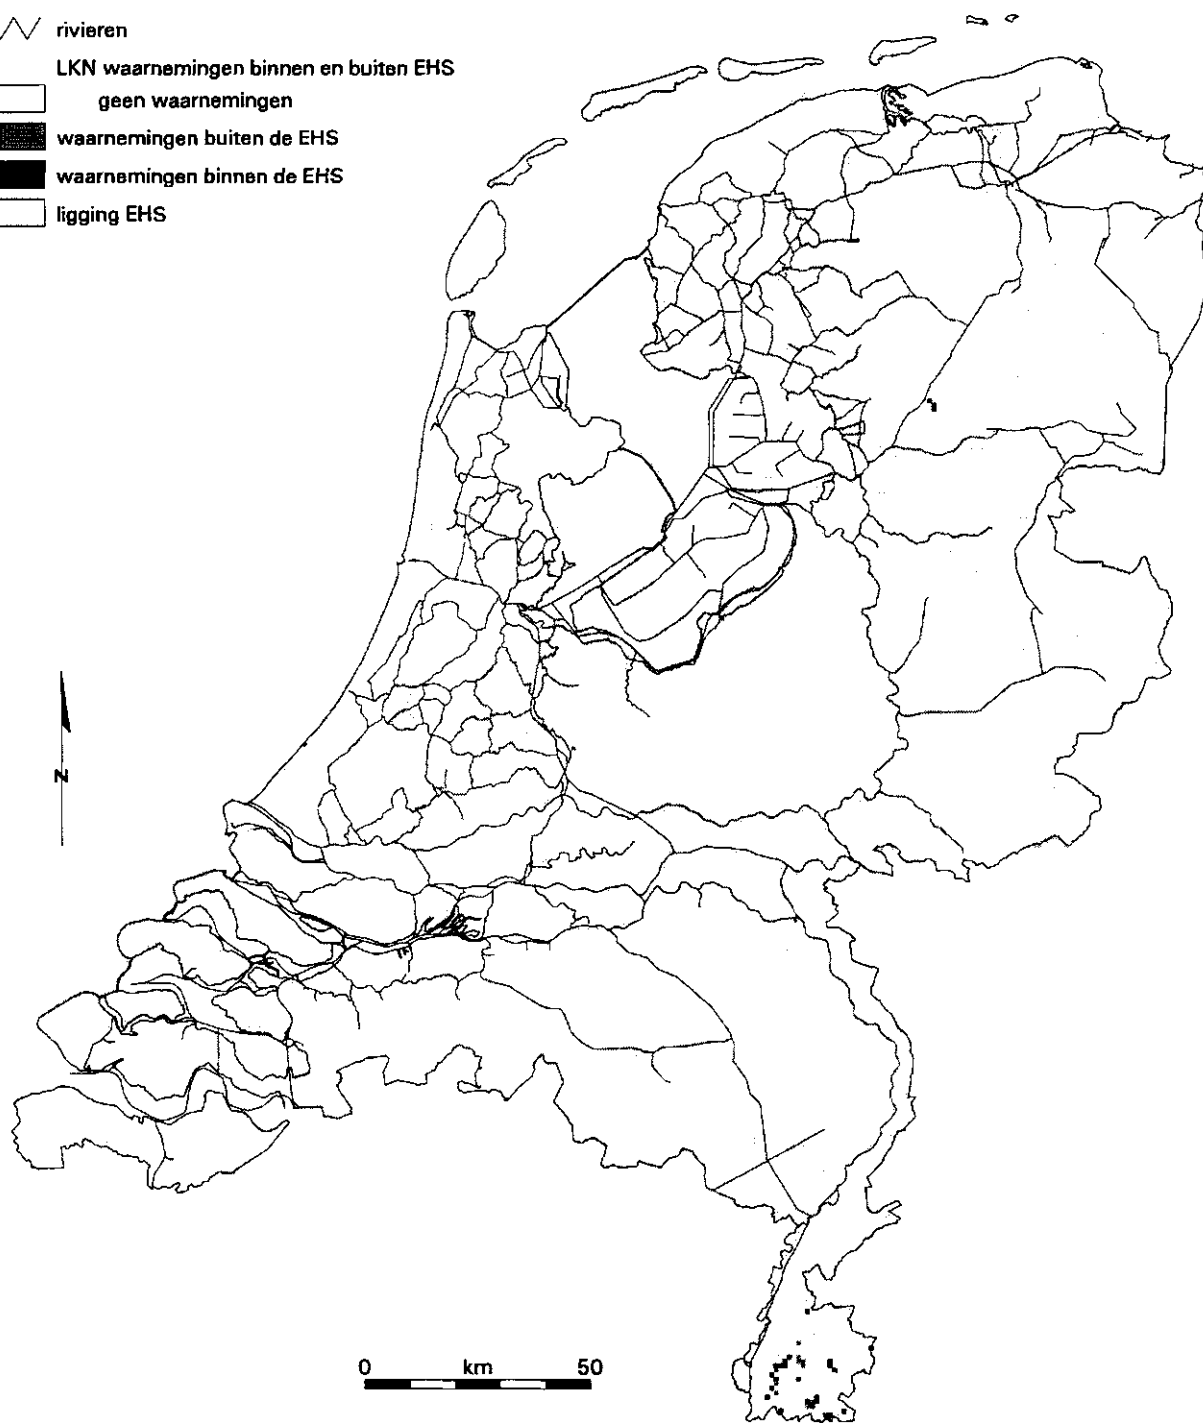 rivieren
LKN waarnemingen binnen en buiten EHS
geen waarnemingen
waarnemingen buiten de EHS
waarnemingen binnen de EHS
ligging EHS
N
0 km 50